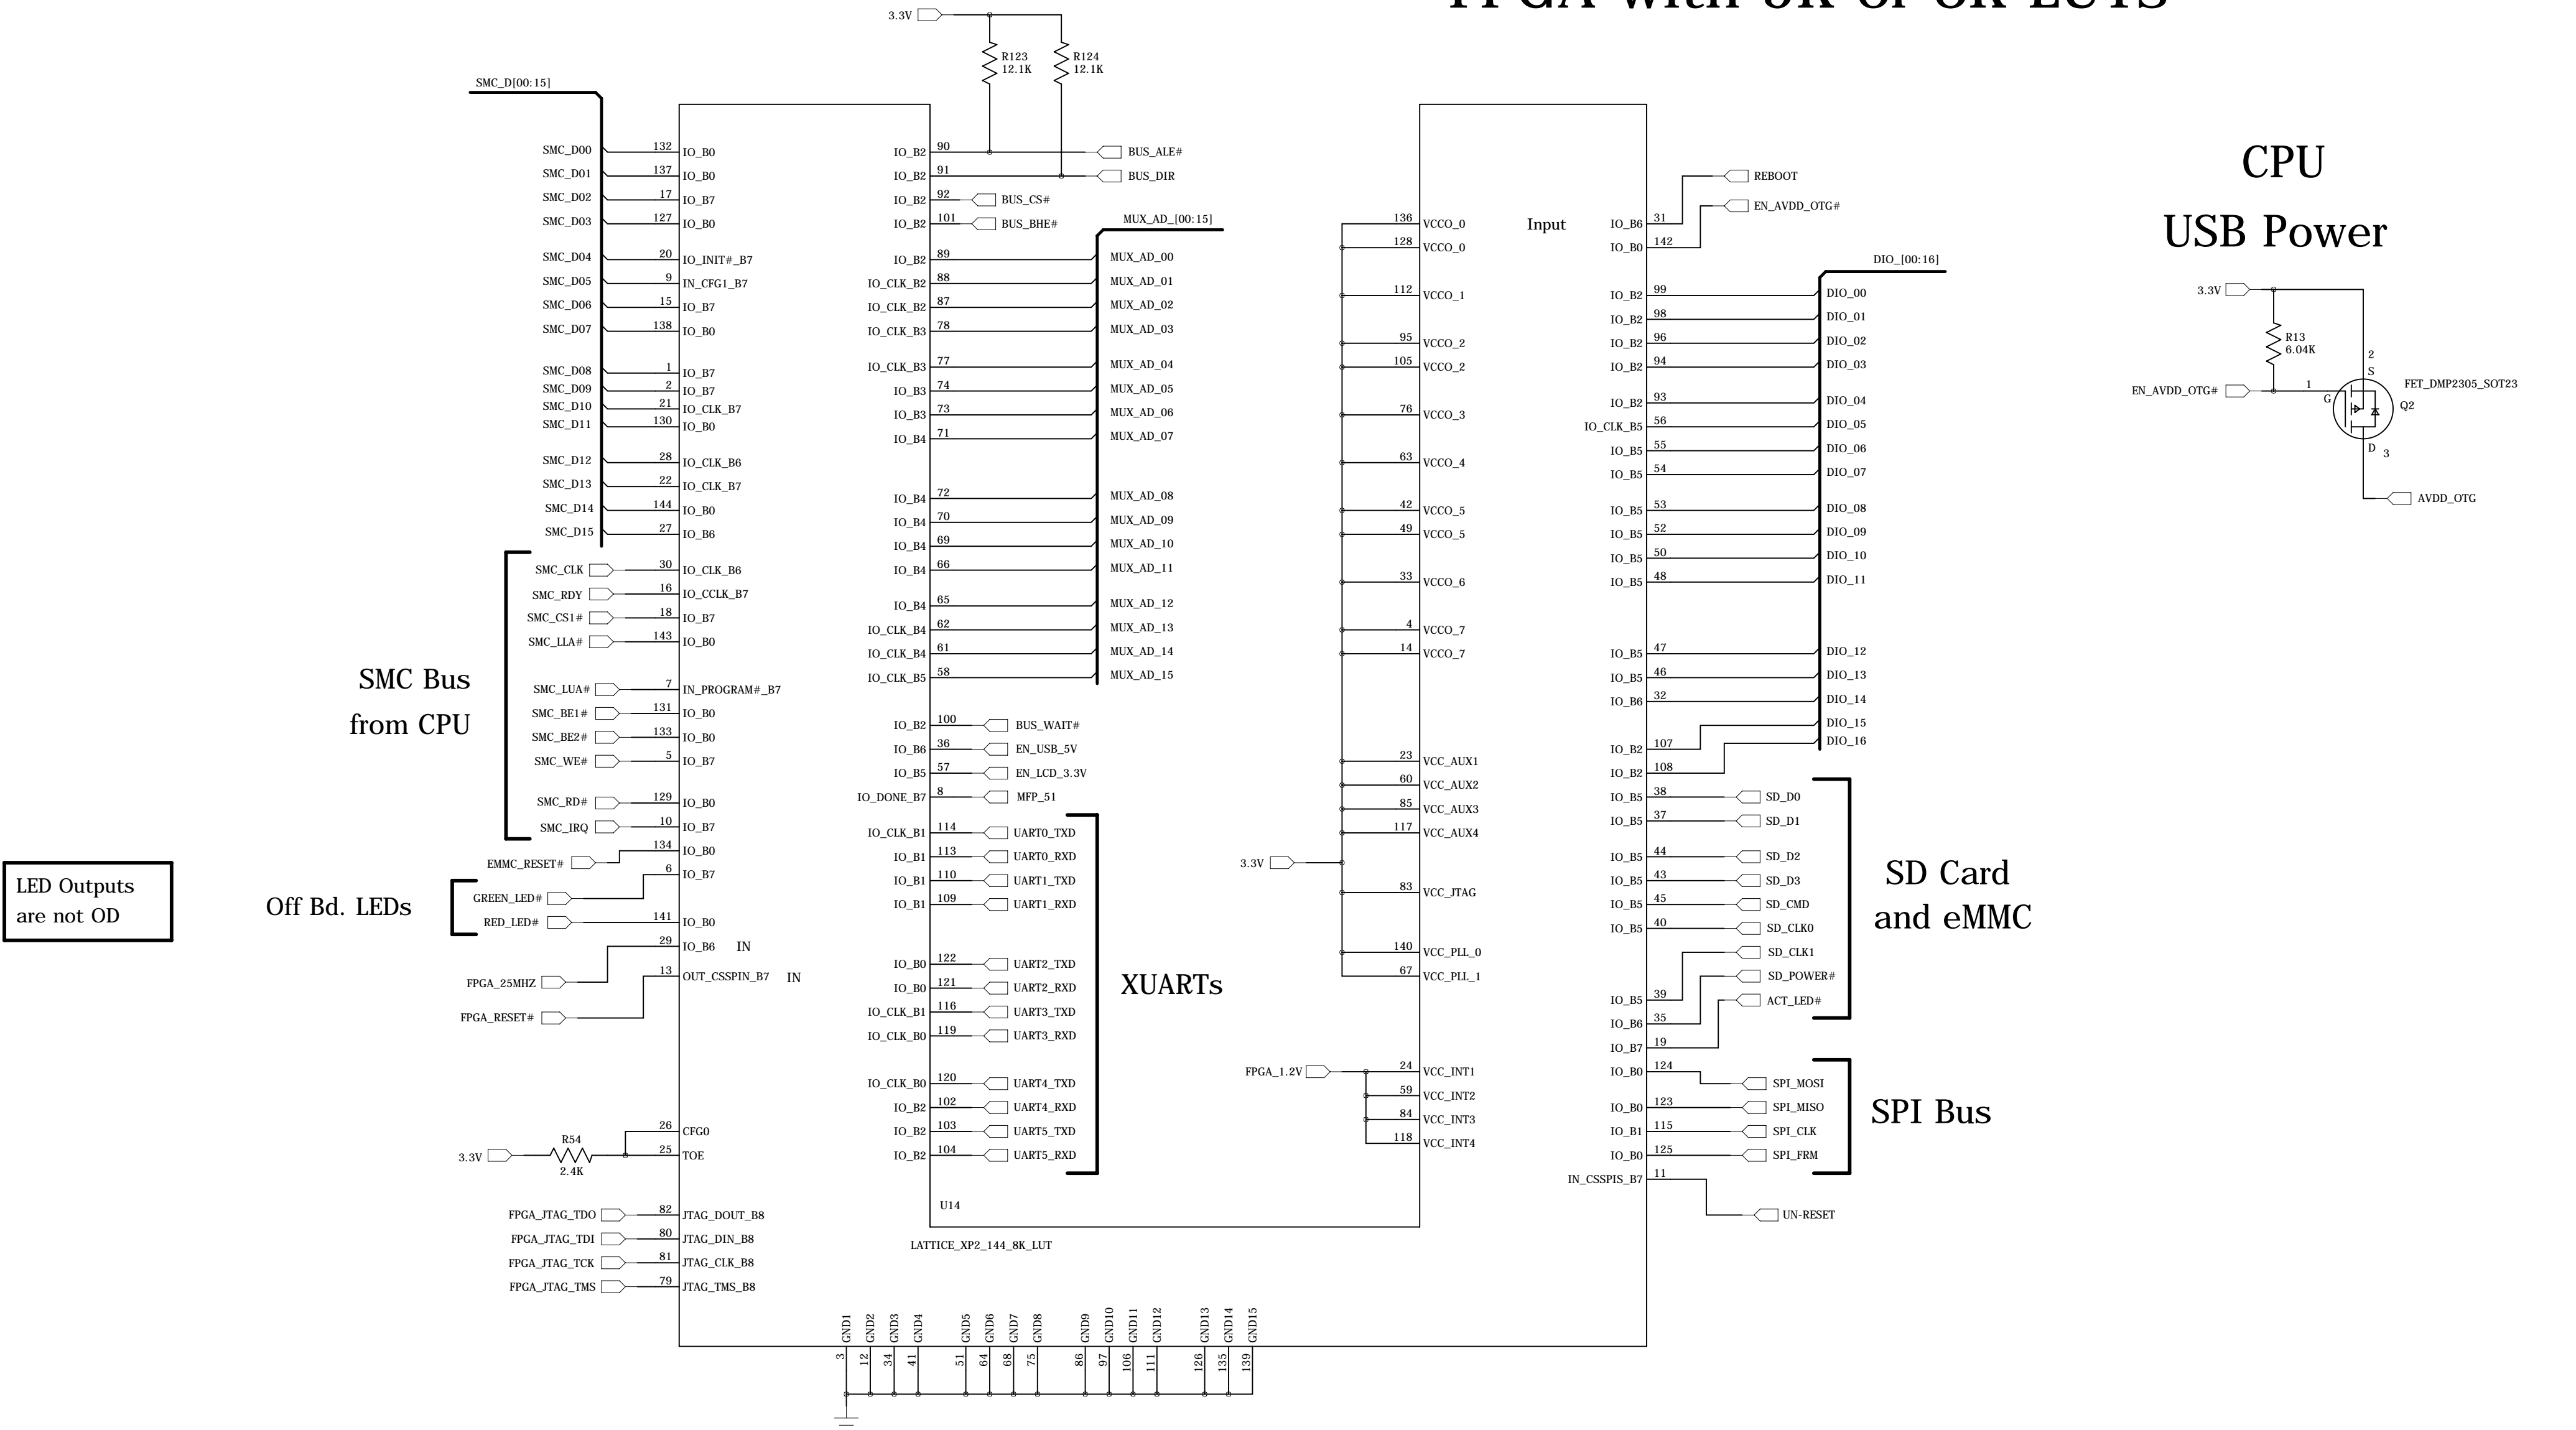 FPGA with 5K or 8K LUTS
3.3V
R123
12.1K
R124
12.1K
SMC_D[00:15]
SMC_D00 132 IO_B0
SMC_D01 137 IO_B0
SMC_D02 17 IO_B7
SMC_D03 127 IO_B0
SMC_D04 20 IO_INIT#_B7
SMC_D05 9 IN_CFG1_B7
SMC_D06 15 IO_B7
SMC_D07 138 IO_B0
SMC_D08 1 IO_B7
SMC_D09 2 IO_B7
SMC_D10 21 IO_CLK_B7
SMC_D11 130 IO_B0
SMC_D12 28 IO_CLK_B6
SMC_D13 22 IO_CLK_B7
SMC_D14 144 IO_B0
SMC_D15 27 IO_B6
SMC Bus
from CPU
SMC_CLK 30 IO_CLK_B6
SMC_RDY 16 IO_CCLK_B7
SMC_CS1# 18 IO_B7
SMC_LLA# 143 IO_B0
SMC_LUA# 7 IN_PROGRAM#_B7
SMC_BE1# 131 IO_B0
SMC_BE2# 133 IO_B0
SMC_WE# 5 IO_B7
SMC_RD# 129 IO_B0
SMC_IRQ 10 IO_B7
EMMC_RESET# 134 IO_B0
LED Outputs
are not OD
Off Bd. LEDs
GREEN_LED# 6 IO_B7
RED_LED# 141 IO_B0
FPGA_25MHZ 29 IO_B6 IN
FPGA_RESET# 13 OUT_CSSPIN_B7 IN
26 CFG0
3.3V R54 25 TOE
2.4K
FPGA_JTAG_TDO 82 JTAG_DOUT_B8
FPGA_JTAG_TDI 80 JTAG_DIN_B8
FPGA_JTAG_TCK 81 JTAG_CLK_B8
FPGA_JTAG_TMS 79 JTAG_TMS_B8
IO_B2 90 BUS_ALE#
IO_B2 91 BUS_DIR
IO_B2 92 BUS_CS#
IO_B2 101 BUS_BHE#
MUX_AD_[00:15]
IO_B2 89 MUX_AD_00
IO_CLK_B2 88 MUX_AD_01
IO_CLK_B2 87 MUX_AD_02
IO_CLK_B3 78 MUX_AD_03
IO_CLK_B3 77 MUX_AD_04
IO_B3 74 MUX_AD_05
IO_B3 73 MUX_AD_06
IO_B4 71 MUX_AD_07
IO_B4 72 MUX_AD_08
IO_B4 70 MUX_AD_09
IO_B4 69 MUX_AD_10
IO_B4 66 MUX_AD_11
IO_B4 65 MUX_AD_12
IO_CLK_B4 62 MUX_AD_13
IO_CLK_B4 61 MUX_AD_14
IO_CLK_B5 58 MUX_AD_15
IO_B2 100 BUS_WAIT#
IO_B6 36 EN_USB_5V
IO_B5 57 EN_LCD_3.3V
IO_DONE_B7 8 MFP_51
IO_CLK_B1 114 UART0_TXD
IO_B1 113 UART0_RXD
IO_B1 110 UART1_TXD
IO_B1 109 UART1_RXD
IO_B0 122 UART2_TXD
IO_B0 121 UART2_RXD
IO_CLK_B1 116 UART3_TXD
IO_CLK_B0 119 UART3_RXD
IO_CLK_B0 120 UART4_TXD
IO_B2 102 UART4_RXD
IO_B2 103 UART5_TXD
IO_B2 104 UART5_RXD
XUARTs
U14
LATTICE_XP2_144_8K_LUT
GND1 GND2 GND3 GND4 GND5 GND6 GND7 GND8 GND9 GND10 GND11 GND12 GND13 GND14 GND15
3 12 34 41 51 64 68 75 86 97 106 111 126 135 139
136 VCCO_0
128 VCCO_0
112 VCCO_1
95 VCCO_2
105 VCCO_2
76 VCCO_3
63 VCCO_4
42 VCCO_5
49 VCCO_5
33 VCCO_6
4 VCCO_7
14 VCCO_7
23 VCC_AUX1
60 VCC_AUX2
85 VCC_AUX3
117 VCC_AUX4
3.3V
83 VCC_JTAG
140 VCC_PLL_0
67 VCC_PLL_1
FPGA_1.2V 24 VCC_INT1
59 VCC_INT2
84 VCC_INT3
118 VCC_INT4
REBOOT
EN_AVDD_OTG#
Input IO_B6 31
IO_B0 142
DIO_[00:16]
IO_B2 99 DIO_00
IO_B2 98 DIO_01
IO_B2 96 DIO_02
IO_B2 94 DIO_03
IO_B2 93 DIO_04
IO_CLK_B5 56 DIO_05
IO_B5 55 DIO_06
IO_B5 54 DIO_07
IO_B5 53 DIO_08
IO_B5 52 DIO_09
IO_B5 50 DIO_10
IO_B5 48 DIO_11
IO_B5 47 DIO_12
IO_B5 46 DIO_13
IO_B6 32 DIO_14
IO_B2 107 DIO_15
IO_B2 108 DIO_16
IO_B5 38 SD_D0
IO_B5 37 SD_D1
IO_B5 44 SD_D2
IO_B5 43 SD_D3
IO_B5 45 SD_CMD
IO_B5 40 SD_CLK0
IO_B5 39 SD_CLK1
IO_B6 35 SD_POWER#
IO_B7 19 ACT_LED#
SD Card
and eMMC
IO_B0 124 SPI_MOSI
IO_B0 123 SPI_MISO
IO_B1 115 SPI_CLK
IO_B0 125 SPI_FRM
SPI Bus
IN_CSSPIS_B7 11 UN-RESET
CPU
USB Power
3.3V
R13
6.04K
2
S
FET_DMP2305_SOT23
EN_AVDD_OTG# 1
G
Q2
D 3
AVDD_OTG